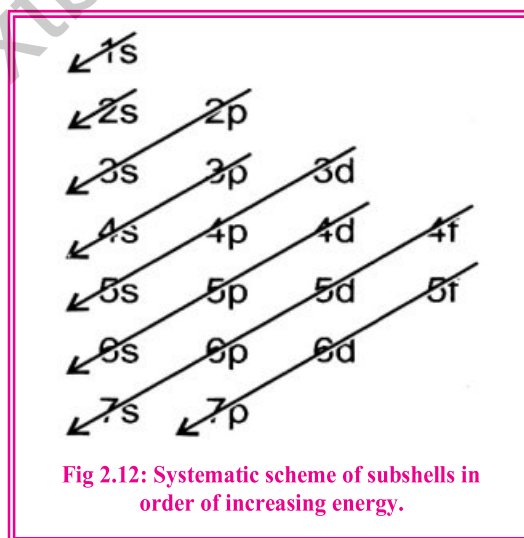 1s
2s 2p
3s 3p 3d
4s 4p 4d 4f
5s 5p 5d 5f
6s 6p 6d
7s 7p
Fig 2.12: Systematic scheme of subshells in
order of increasing energy.